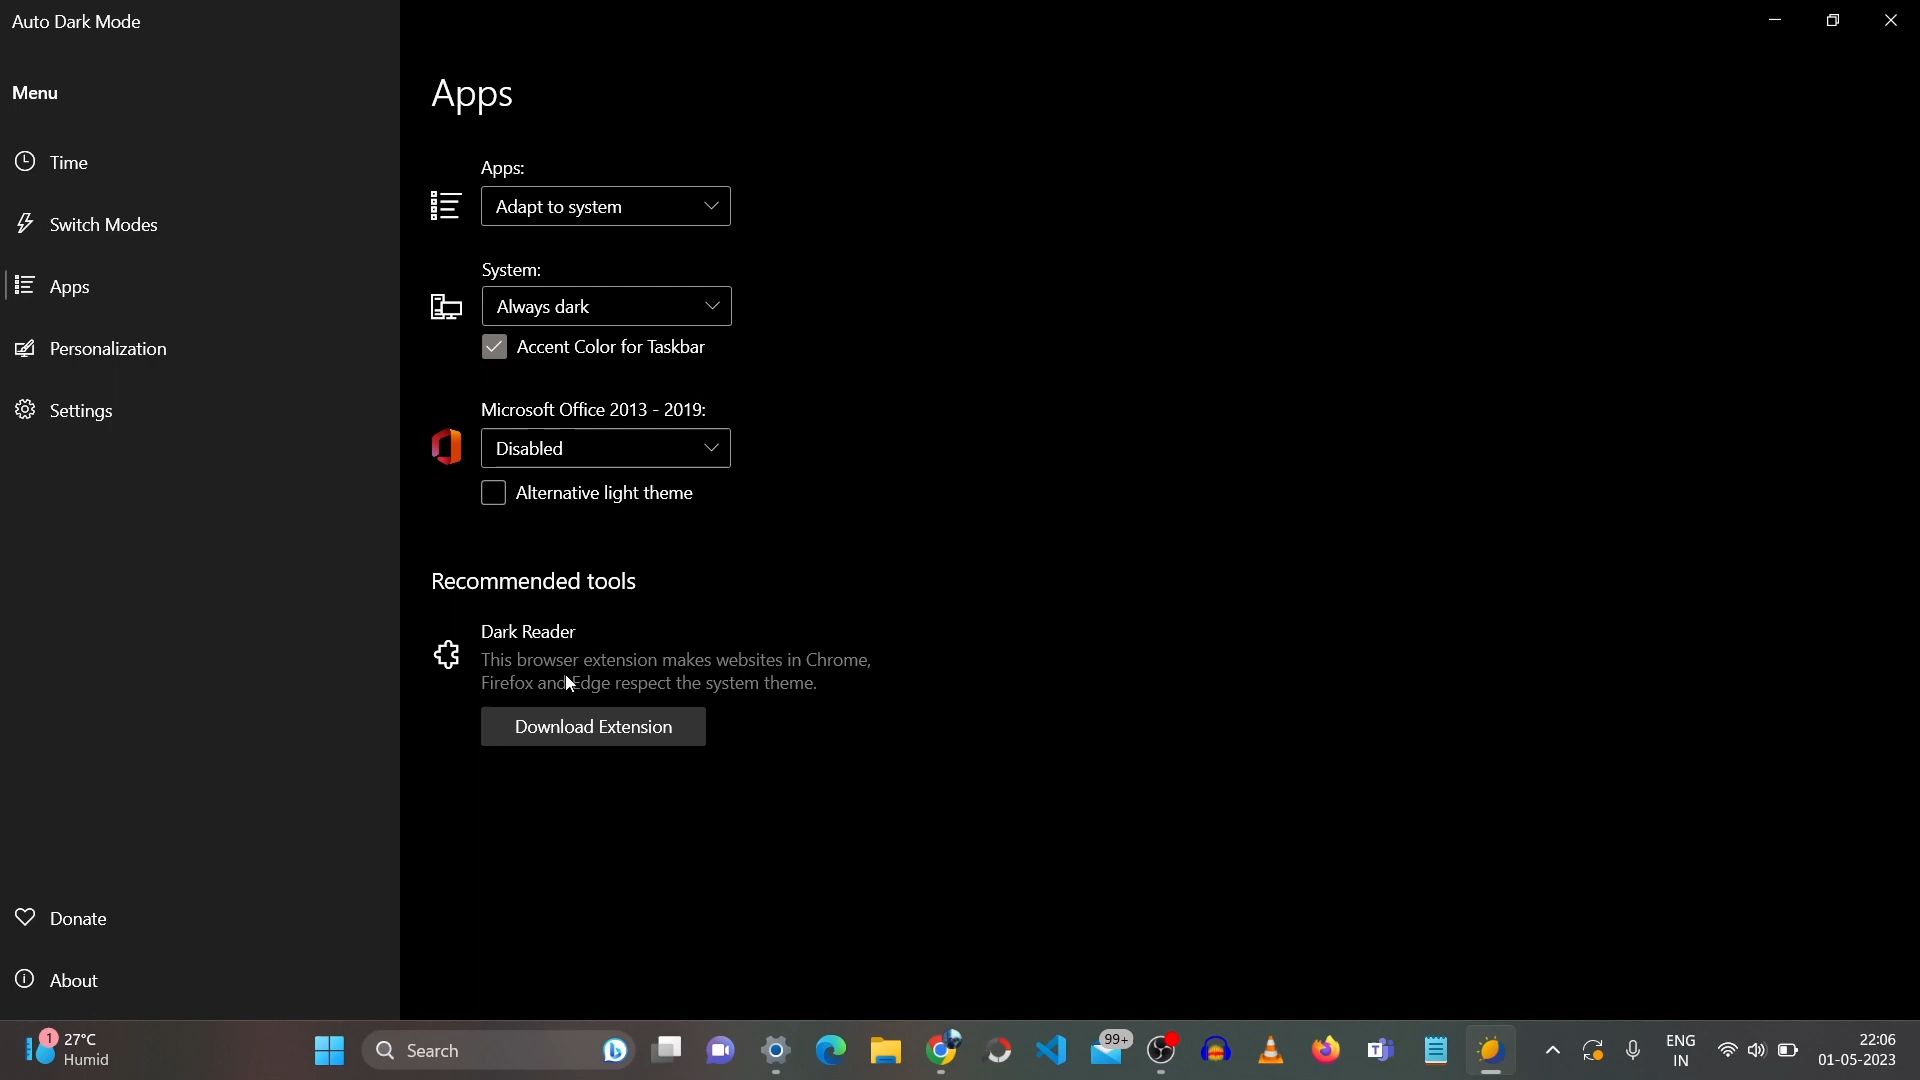 Auto Dark Mode
Menu
Time
Switch Modes
Apps
Personalization
Settings
Donate
About
Apps
Apps:
Adapt to system
System:
Always dark
Accent Color for Taskbar
Microsoft Office 2013 - 2019:
Disabled
Alternative light theme
Recommended tools
Dark Reader
This browser extension makes websites in Chrome,
Firefox and Edge respect the system theme.
Download Extension
1
27°C
Humid
Search
99+
ENG
IN
22:06
01-05-2023